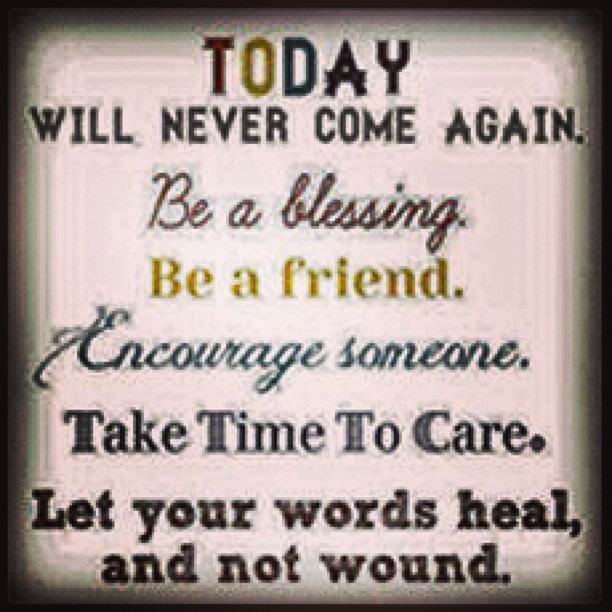 TODAY
WILL NEVER COME AGAIN.
Be a blessing.
Be a friend.
Encourage someone.
Take Time To Care.
Let your words heal,
and not wound.